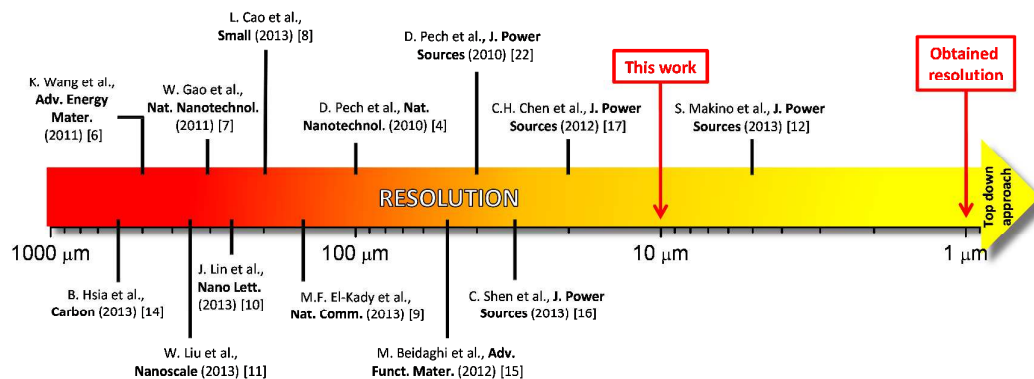 L. Cao et al.,
Small (2013) [8]
K. Wang et al.,
Adv. Energy
Mater.
(2011) [6]
W. Gao et al.,
Nat. Nanotechnol.
(2011) [7]
D. Pech et al., Nat.
Nanotechnol. (2010) [4]
D. Pech et al., J. Power
Sources (2010) [22]
C.H. Chen et al., J. Power
Sources (2012) [17]
This work
S. Makino et al., J. Power
Sources (2013) [12]
Obtained
resolution
RESOLUTION
Top down
approach
1000 μm
100 μm
10 μm
1 μm
B. Hsia et al.,
Carbon (2013) [14]
W. Liu et al.,
Nanoscale (2013) [11]
J. Lin et al.,
Nano Lett.
(2013) [10]
M.F. El-Kady et al.,
Nat. Comm. (2013) [9]
M. Beidaghi et al., Adv.
Funct. Mater. (2012) [15]
C. Shen et al., J. Power
Sources (2013) [16]